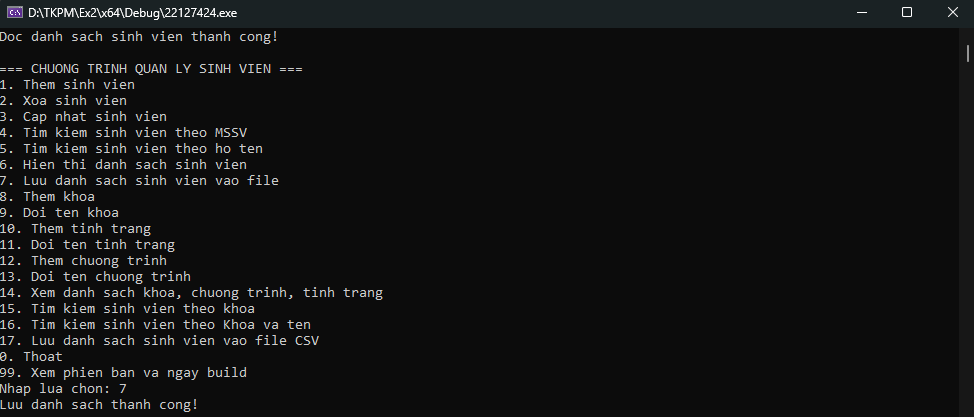 D:\TKPM\Ex2\x64\Debug\22127424.exe
Doc danh sach sinh vien thanh cong!
=== CHUONG TRINH QUAN LY SINH VIEN ===
1. Them sinh vien
2. Xoa sinh vien
3. Cap nhat sinh vien
4. Tim kiem sinh vien theo MSSV
5. Tim kiem sinh vien theo ho ten
6. Hien thi danh sach sinh vien
7. Luu danh sach sinh vien vao file
8. Them khoa
9. Doi ten khoa
10. Them tinh trang
11. Doi ten tinh trang
12. Them chuong trinh
13. Doi ten chuong trinh
14. Xem danh sach khoa, chuong trinh, tinh trang
15. Tim kiem sinh vien theo khoa
16. Tim kiem sinh vien theo Khoa va ten
17. Luu danh sach sinh vien vao file CSV
0. Thoat
99. Xem phien ban va ngay build
Nhap lua chon: 7
Luu danh sach thanh cong!